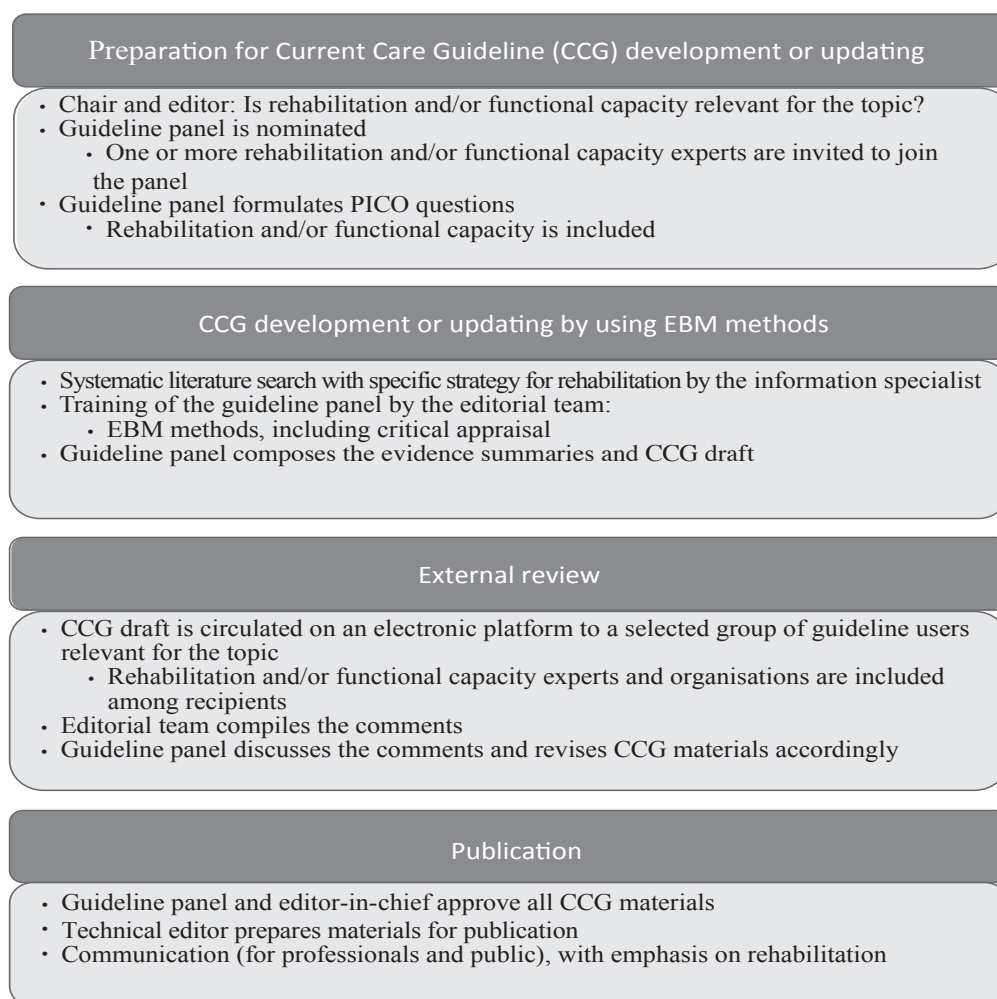 Preparation for Current Care Guideline (CCG) development or updating
• Chair and editor: Is rehabilitation and/or functional capacity relevant for the topic?
• Guideline panel is nominated
• One or more rehabilitation and/or functional capacity experts are invited to join
the panel
• Guideline panel formulates PICO questions
• Rehabilitation and/or functional capacity is included
CCG development or updating by using EBM methods
• Systematic literature search with specific strategy for rehabilitation by the information specialist
• Training of the guideline panel by the editorial team:
• EBM methods, including critical appraisal
• Guideline panel composes the evidence summaries and CCG draft
External review
• CCG draft is circulated on an electronic platform to a selected group of guideline users
relevant for the topic
• Rehabilitation and/or functional capacity experts and organisations are included
among recipients
• Editorial team compiles the comments
• Guideline panel discusses the comments and revises CCG materials accordingly
Publication
• Guideline panel and editor-in-chief approve all CCG materials
• Technical editor prepares materials for publication
• Communication (for professionals and public), with emphasis on rehabilitation